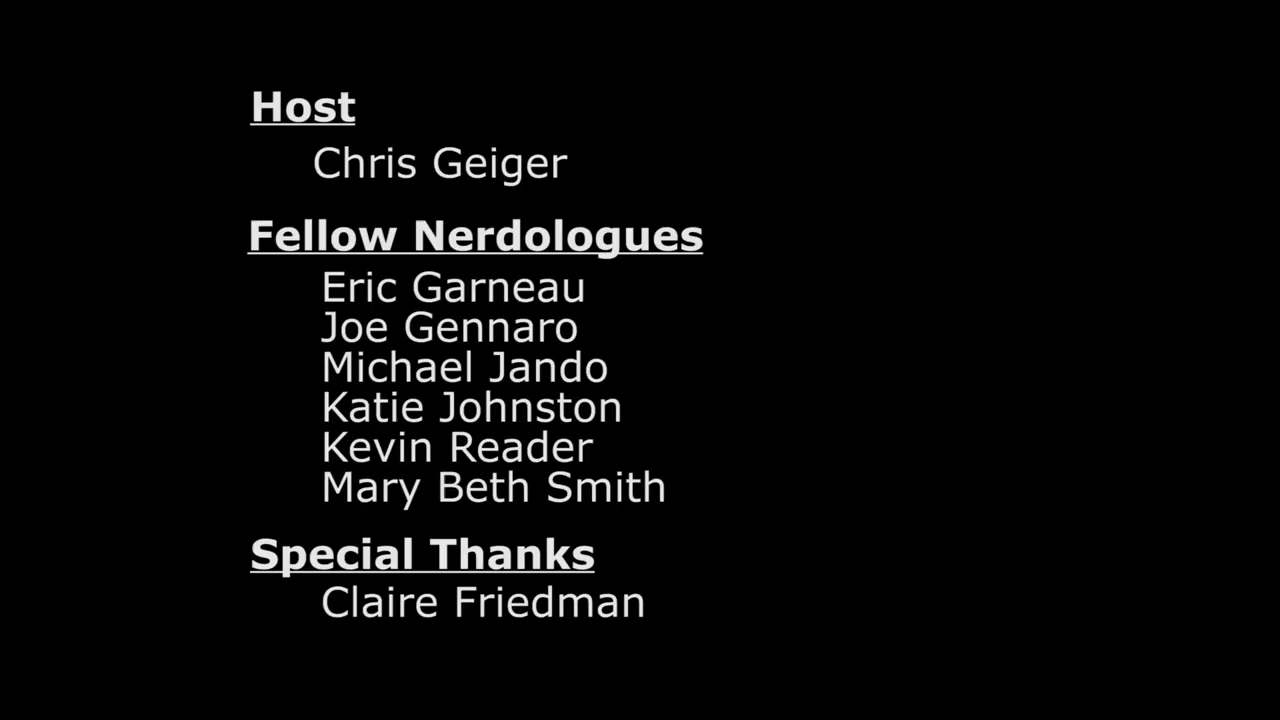 Host
Chris Geiger
Fellow Nerdologues
Eric Garneau
Joe Gennaro
Michael Jando
Katie Johnston
Kevin Reader
Mary Beth Smith
Special Thanks
Claire Friedman